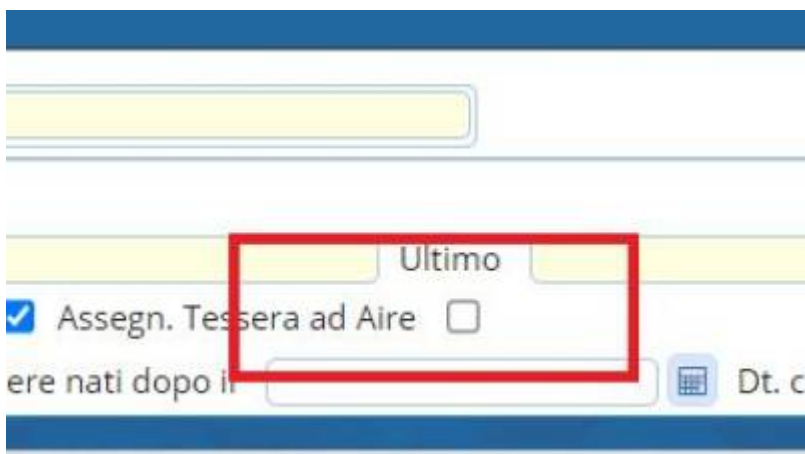 Ultimo
Assegn. Tessera ad Aire
ere nati dopo il Dt. c